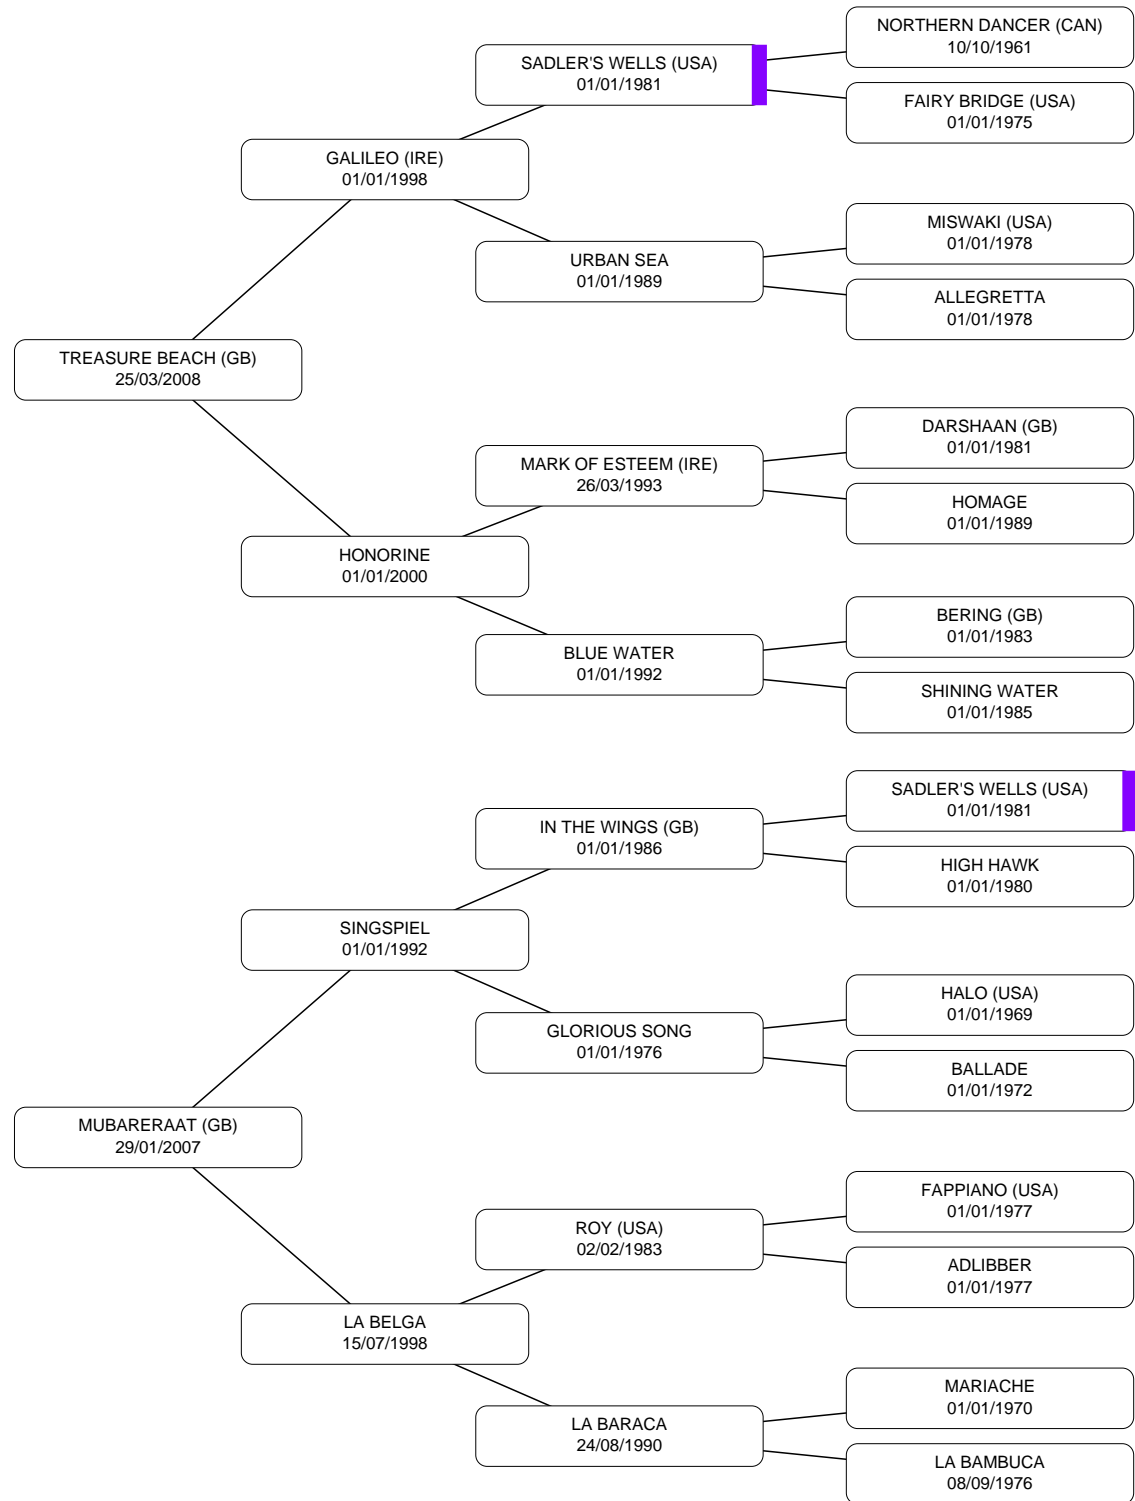 NORTHERN DANCER (CAN)
10/10/1961
SADLER'S WELLS (USA)
01/01/1981
FAIRY BRIDGE (USA)
01/01/1975
GALILEO (IRE)
01/01/1998
MISWAKI (USA)
01/01/1978
URBAN SEA
01/01/1989
ALLEGRETTA
01/01/1978
TREASURE BEACH (GB)
25/03/2008
DARSHAAN (GB)
01/01/1981
MARK OF ESTEEM (IRE)
26/03/1993
HOMAGE
01/01/1989
HONORINE
01/01/2000
BERING (GB)
01/01/1983
BLUE WATER
01/01/1992
SHINING WATER
01/01/1985
SADLER'S WELLS (USA)
01/01/1981
IN THE WINGS (GB)
01/01/1986
HIGH HAWK
01/01/1980
SINGSPIEL
01/01/1992
HALO (USA)
01/01/1969
GLORIOUS SONG
01/01/1976
BALLADE
01/01/1972
MUBARERAAT (GB)
29/01/2007
FAPPIANO (USA)
01/01/1977
ROY (USA)
02/02/1983
ADLIBBER
01/01/1977
LA BELGA
15/07/1998
MARIACHE
01/01/1970
LA BARACA
24/08/1990
LA BAMBUCA
08/09/1976